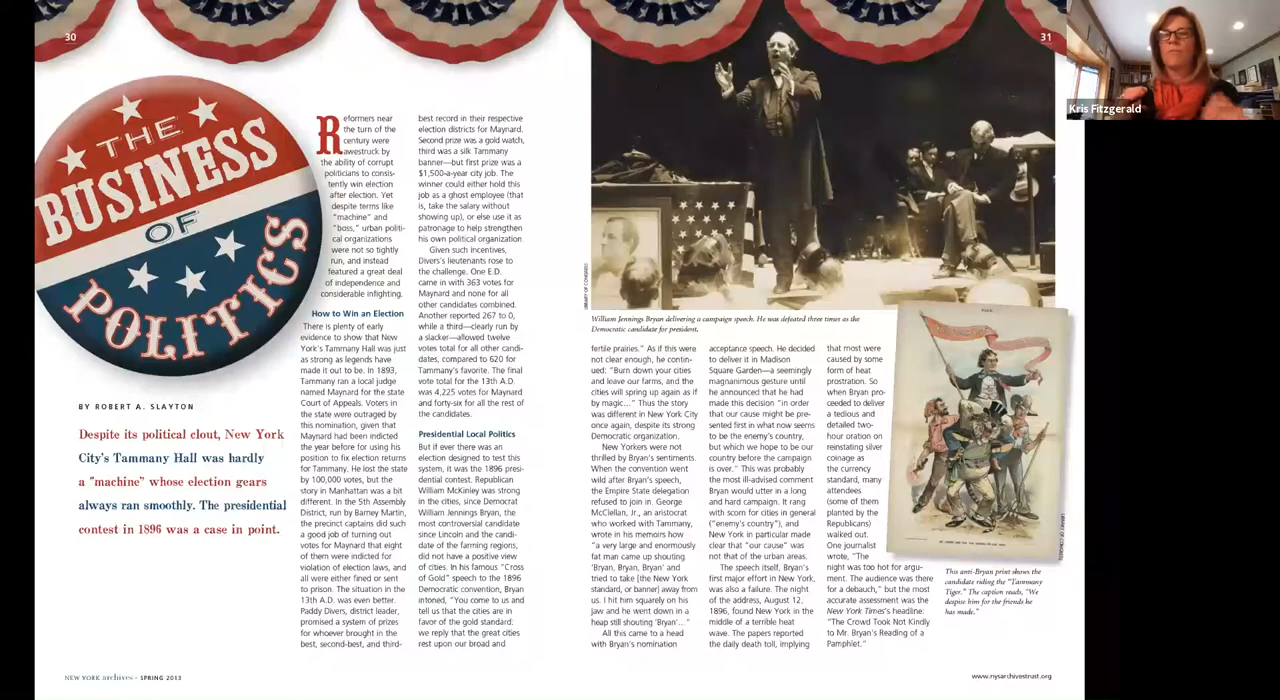 30
THE
BUSINESS
OF
POLITICS
BY ROBERT A. SLAYTON
Despite its political clout, New York
City's Tammany Hall was hardly
a "machine" whose election gears
always ran smoothly. The presidential
contest in 1896 was a case in point.
Reformers near
the turn of the
century were
awestruck by
the ability of corrupt
politicians to consis-
tently win election
after election. Yet
despite terms like
"machine" and
"boss," urban politi-
cal organizations
were not so tightly
run, and instead
featured a great deal
of independence and
considerable infighting.
How to Win an Election
There is plenty of early
evidence to show that New
York's Tammany Hall was just
as strong as legends have
made it out to be. In 1893,
Tammany ran a local judge
named Maynard for the state
Court of Appeals. Voters in
the state were outraged by
this nomination, given that
Maynard had been indicted
the year before for using his
position to fix election returns
for Tammany. He lost the state
by 100,000 votes, but the
story in Manhattan was a bit
different. In the 5th Assembly
District, run by Barney Martin,
the precinct captains did such
a good job of turning out
votes for Maynard that eight
of them were indicted for
violation of election laws, and
all were either fined or sent
to prison. The situation in the
13th A.D. was even better.
Paddy Divers, district leader,
promised a system of prizes
for whoever brought in the
best, second-best, and third-
best record in their respective
election districts for Maynard.
Second prize was a gold watch,
third was a silk Tammany
banner—but first prize was a
$1,500-a-year city job. The
winner could either hold this
job as a ghost employee (that
is, take the salary without
showing up), or else use it as
patronage to help strengthen
his own political organization.
Given such incentives,
Divers's lieutenants rose to
the challenge. One E.D.
came in with 363 votes for
Maynard and none for all
other candidates combined.
Another reported 267 to 0,
while a third—clearly run by
a slacker—allowed twelve
votes total for all other candi-
dates, compared to 620 for
Tammany's favorite. The final
vote total for the 13th A.D.
was 4,225 votes for Maynard
and forty-six for all the rest of
the candidates.
Presidential Local Politics
But if ever there was an
election designed to test this
system, it was the 1896 presi-
dential contest. Republican
William McKinley was strong
in the cities, since Democrat
William Jennings Bryan, the
most controversial candidate
since Lincoln and the candi-
date of the farming regions,
did not have a positive view
of cities. In his famous "Cross
of Gold" speech to the 1896
Democratic convention, Bryan
intoned, "You come to us and
tell us that the cities are in
favor of the gold standard:
we reply that the great cities
rest upon our broad and
NEW YORK archives • SPRING 2013
31
LIBRARY OF CONGRESS
William Jennings Bryan delivering a campaign speech. He was defeated three times as the
Democratic candidate for president.
fertile prairies." As if this were
not clear enough, he contin-
ued: "Burn down your cities
and leave our farms, and the
cities will spring up again as if
by magic…" Thus the story
was different in New York City
once again, despite its strong
Democratic organization.
New Yorkers were not
thrilled by Bryan's sentiments.
When the convention went
wild after Bryan's speech,
the Empire State delegation
refused to join in. George
McClellan, Jr., an aristocrat
who worked with Tammany,
wrote in his memoirs how
"a very large and enormously
fat man came up shouting
'Bryan, Bryan, Bryan' and
tried to take [the New York
standard, or banner] away from
us. I hit him squarely on his
jaw and he went down in a
heap still shouting 'Bryan'…"
All this came to a head
with Bryan's nomination
acceptance speech. He decided
to deliver it in Madison
Square Garden—a seemingly
magnanimous gesture until
he announced that he had
made this decision "in order
that our cause might be pre-
sented first in what now seems
to be the enemy's country,
but which we hope to be our
country before the campaign
is over." This was probably
the most ill-advised comment
Bryan would utter in a long
and hard campaign. It rang
with scorn for cities in general
("enemy's country"), and
New York in particular made
clear that "our cause" was
not that of the urban areas.
The speech itself, Bryan's
first major effort in New York,
was also a failure. The night
of the address, August 12,
1896, found New York in the
middle of a terrible heat
wave. The papers reported
the daily death toll, implying
that most were
caused by some
form of heat
prostration. So
when Bryan pro-
ceeded to deliver
a tedious and
detailed two-
hour oration on
reinstating silver
coinage as
the currency
standard, many
attendees
(some of them
planted by the
Republicans)
walked out.
One journalist
wrote, "The
night was too hot for argu-
ment. The audience was there
for a debauch," but the most
accurate assessment was the
New York Times's headline:
"The Crowd Took Not Kindly
to Mr. Bryan's Reading of a
Pamphlet."
LIBRARY OF CONGRESS
This anti-Bryan print shows the
candidate riding the "Tammany
Tiger." The caption reads, "We
despise him for the friends he
has made."
www.nysarchivestrust.org
Kris Fitzgerald